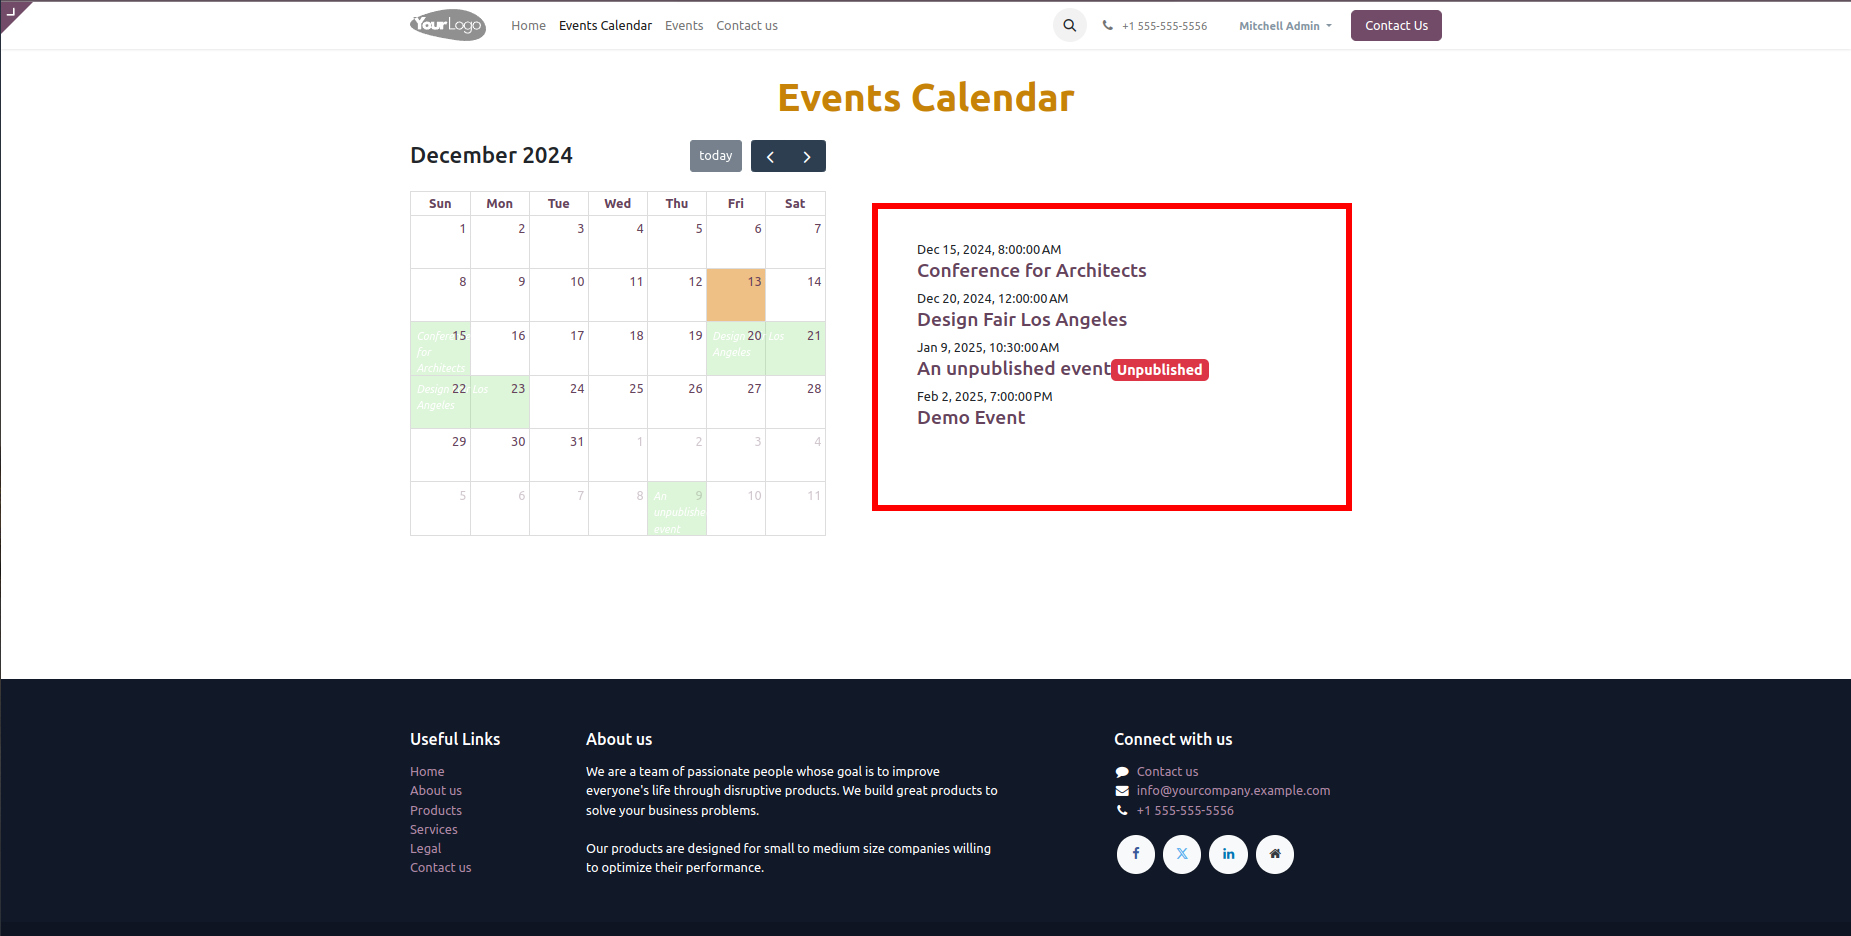 YourLogo
Home Events Calendar Events Contact us
+1 555-555-5556
Mitchell Admin
Contact Us
Events Calendar
December 2024
today
Sun Mon Tue Wed Thu Fri Sat
1 2 3 4 5 6 7
8 9 10 11 12 13 14
15 16 17 18 19 20 21
Conference for Architects
Design Fair Los Angeles
22 23 24 25 26 27 28
Design Fair Los Angeles
29 30 31 1 2 3 4
5 6 7 8 9 10 11
An unpublished event
Dec 15, 2024, 8:00:00 AM
Conference for Architects
Dec 20, 2024, 12:00:00 AM
Design Fair Los Angeles
Jan 9, 2025, 10:30:00 AM
An unpublished event Unpublished
Feb 2, 2025, 7:00:00 PM
Demo Event
Useful Links
Home
About us
Products
Services
Legal
Contact us
About us
We are a team of passionate people whose goal is to improve
everyone's life through disruptive products. We build great products to
solve your business problems.
Our products are designed for small to medium size companies willing
to optimize their performance.
Connect with us
Contact us
info@yourcompany.example.com
+1 555-555-5556